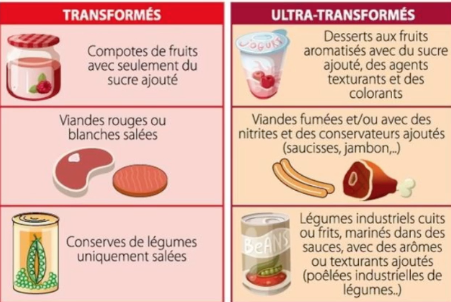 TRANSFORMÉS
Compotes de fruits
avec seulement du
sucre ajouté
Viandes rouges ou
blanches salées
Conserves de légumes
uniquement salées
ULTRA-TRANSFORMÉS
Yogurt
Desserts aux fruits
aromatisés avec du sucre
ajouté, des agents
texturants et des
colorants
Viandes fumées et/ou avec des
nitrites et des conservateurs ajoutés
(saucisses, jambon,..)
BEANS
Légumes industriels cuits
ou frits, marinés dans des
sauces, avec des arômes
ou texturants ajoutés
(poêlées industrielles de
légumes..)